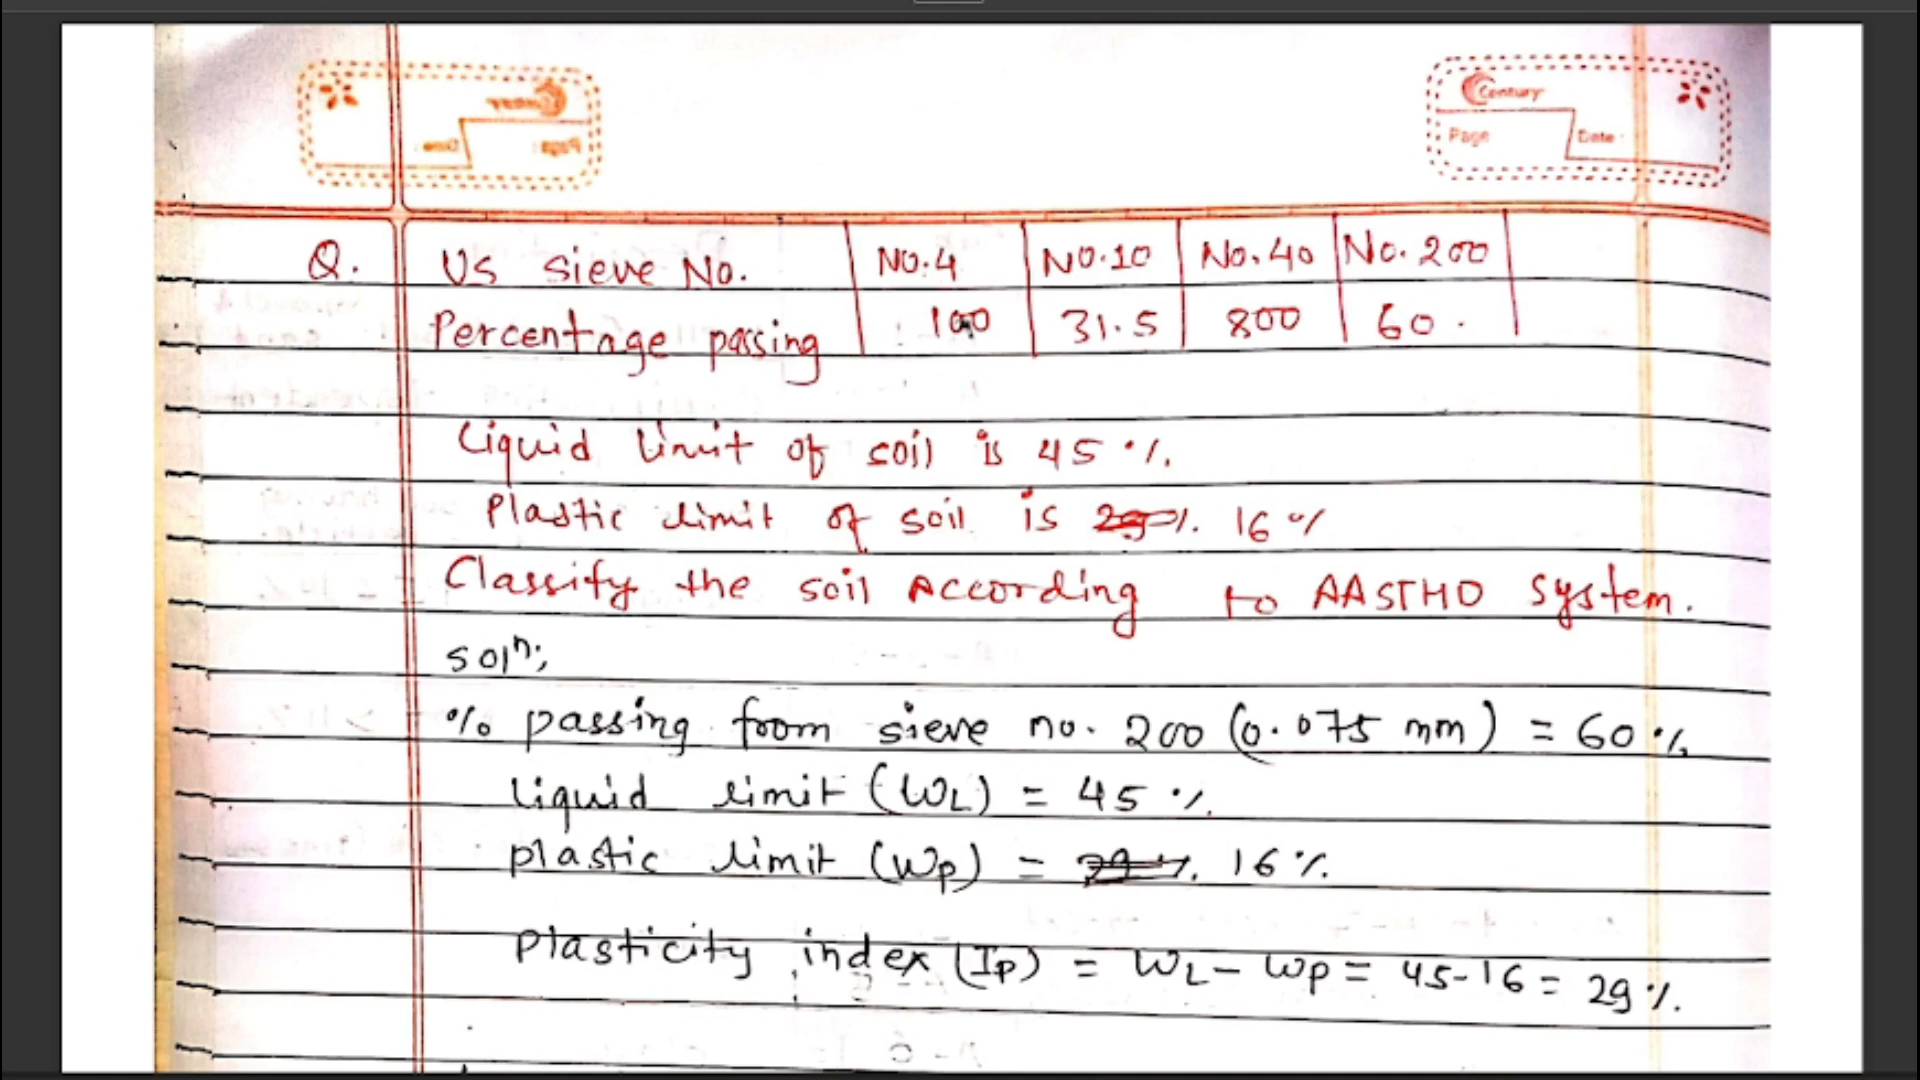 Century
Page Date:
Q. US sieve No. No.4 No.10 No.40 No.200
Percentage passing 100 31.5 800 60.
Liquid limit of soil is 45 %.
Plastic limit of soil is 29%. 16 %
Classify the soil According to AASTHO system.
solⁿ;
% passing from sieve no. 200 (0.075 mm) = 60 %
liquid limit (WL) = 45 %.
plastic limit (Wp) = 29 %. 16 %.
Plasticity index (Ip) = WL - Wp = 45-16 = 29 %.